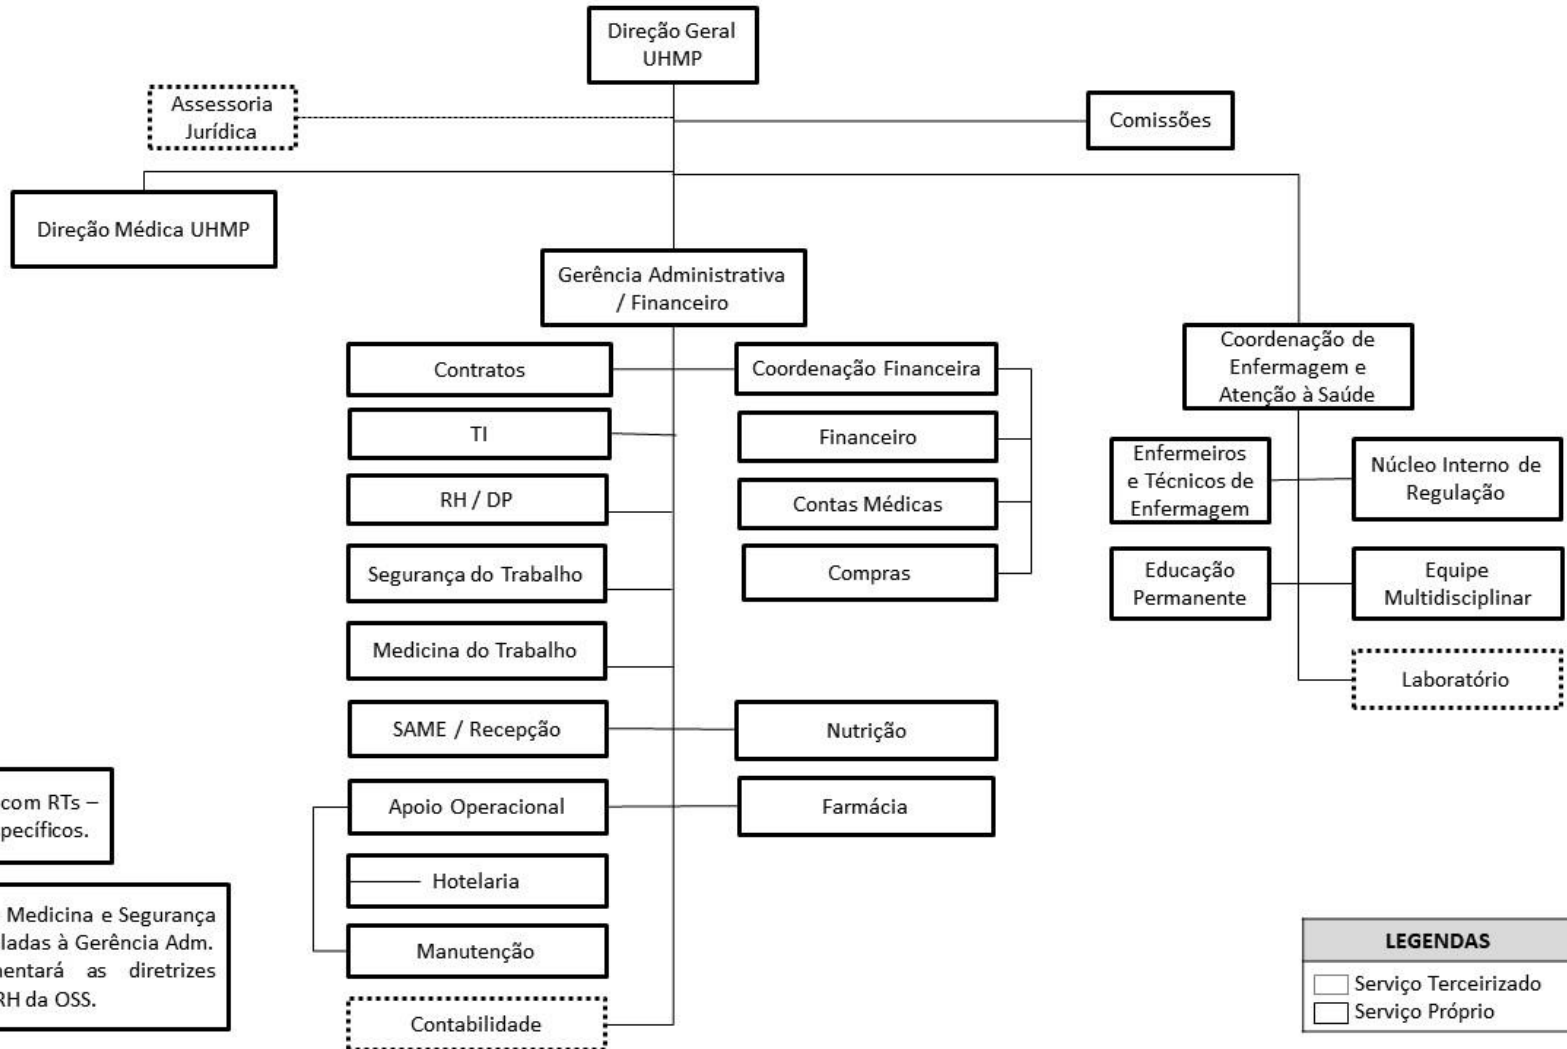 Direção Geral
UHMP
Assessoria
Jurídica
Comissões
Direção Médica UHMP
Gerência Administrativa
/ Financeiro
Contratos
Coordenação Financeira
TI
Financeiro
RH / DP
Contas Médicas
Segurança do Trabalho
Compras
Medicina do Trabalho
SAME / Recepção
Nutrição
Apoio Operacional
Farmácia
Hotelaria
Manutenção
Contabilidade
Coordenação de
Enfermagem e
Atenção à Saúde
Enfermeiros
e Técnicos de
Enfermagem
Núcleo Interno de
Regulação
Educação
Permanente
Equipe
Multidisciplinar
Laboratório
com RTs –
pecíficos.
Medicina e Segurança
ladas à Gerência Adm.
nentará as diretrizes
RH da OSS.
LEGENDAS
Serviço Terceirizado
Serviço Próprio